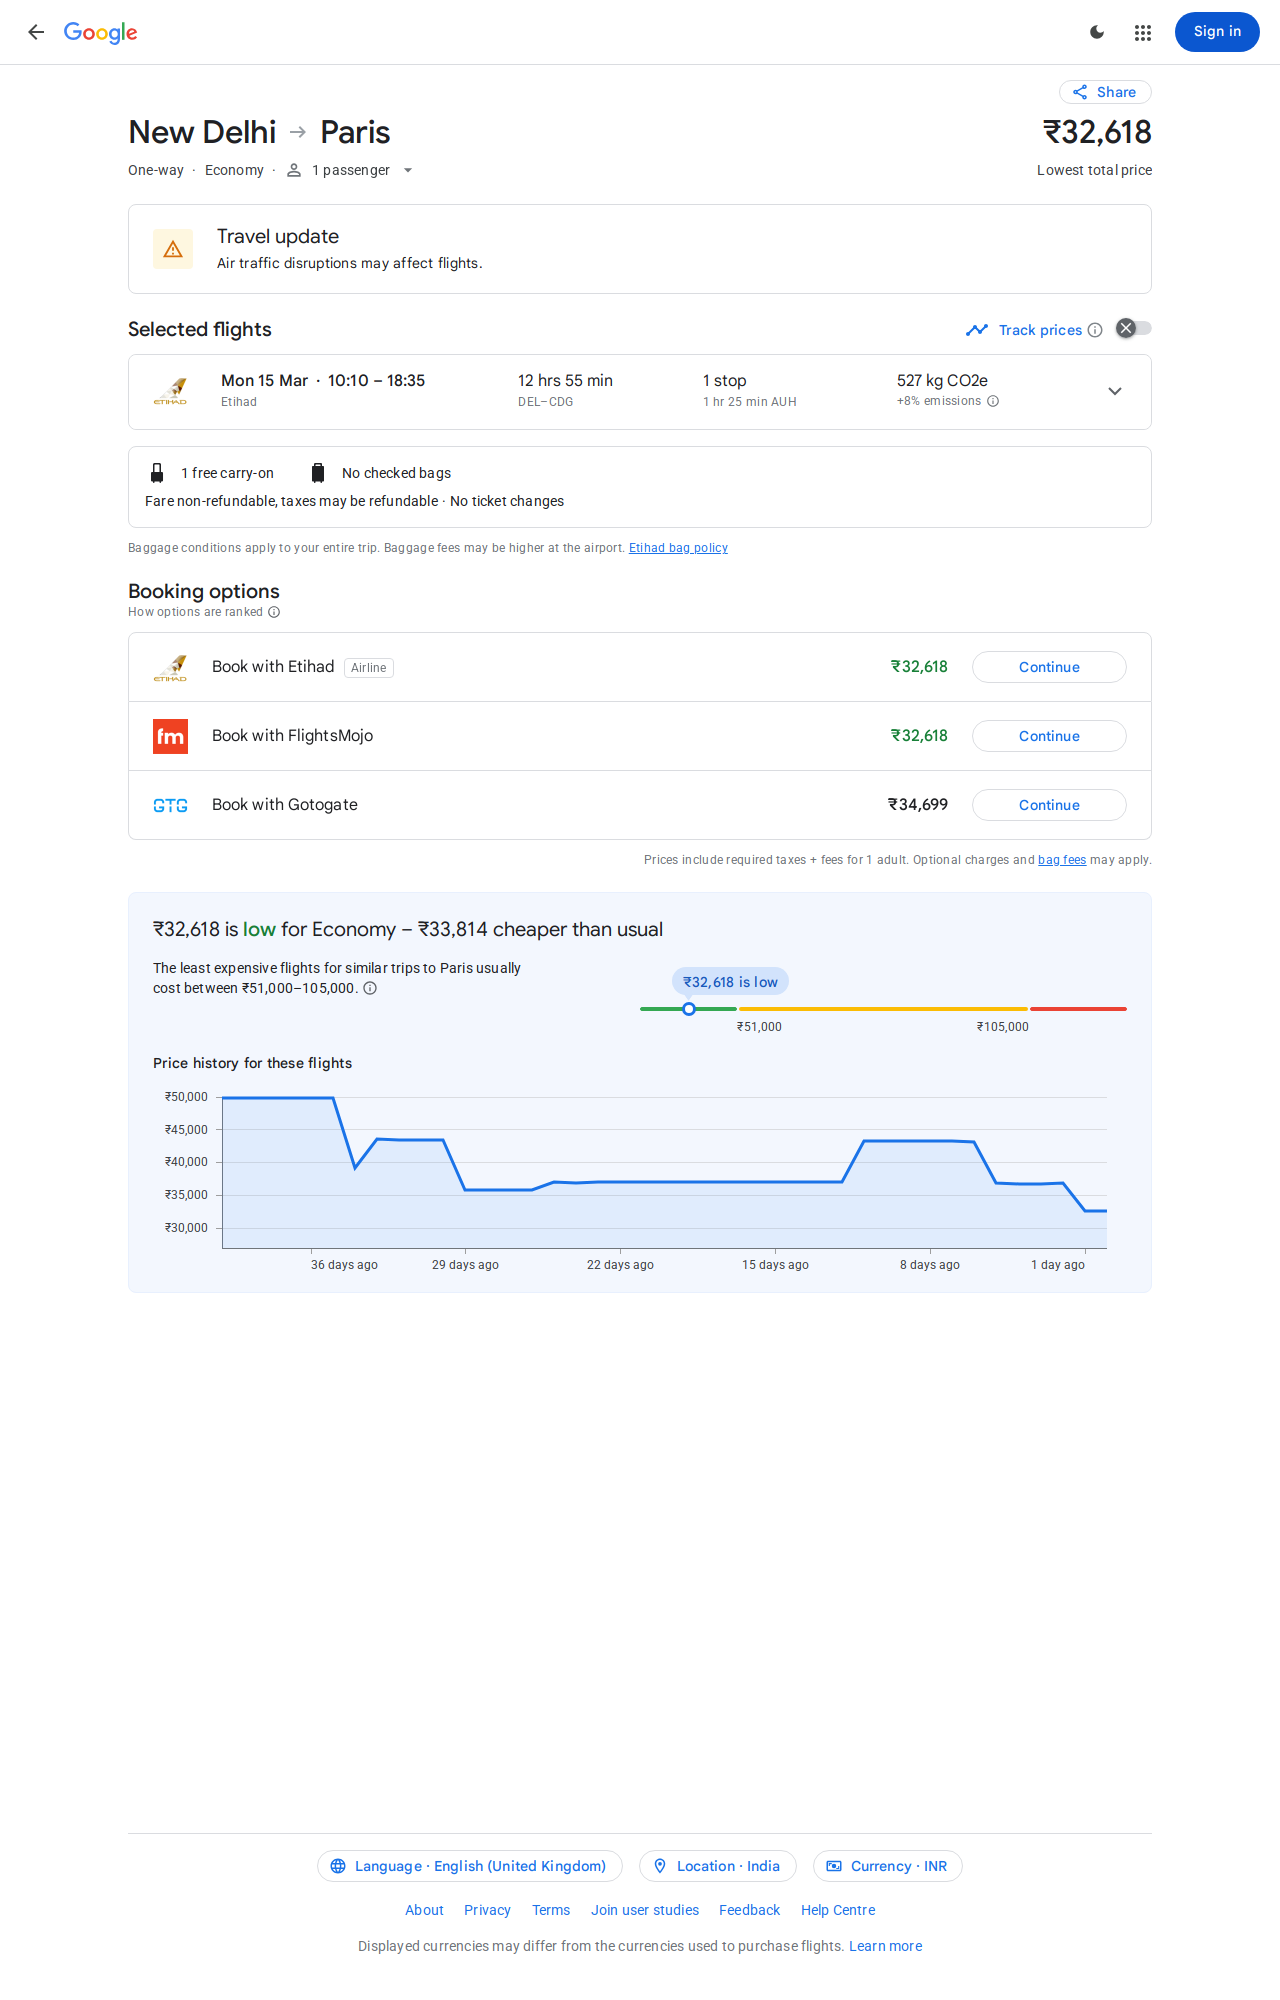 Google
Sign in
Share
New Delhi → Paris
₹32,618
One-way · Economy · 1 passenger
Lowest total price
Travel update
Air traffic disruptions may affect flights.
Selected flights
Track prices
ETIHAD
Mon 15 Mar · 10:10 – 18:35
12 hrs 55 min
1 stop
527 kg CO2e
Etihad
DEL–CDG
1 hr 25 min AUH
+8% emissions
1 free carry-on
No checked bags
Fare non-refundable, taxes may be refundable · No ticket changes
Baggage conditions apply to your entire trip. Baggage fees may be higher at the airport. Etihad bag policy
Booking options
How options are ranked
ETIHAD
Book with Etihad Airline ₹32,618 Continue
fm Book with FlightsMojo ₹32,618 Continue
GTG Book with Gotogate ₹34,699 Continue
Prices include required taxes + fees for 1 adult. Optional charges and bag fees may apply.
₹32,618 is low for Economy – ₹33,814 cheaper than usual
The least expensive flights for similar trips to Paris usually
cost between ₹51,000–105,000.
₹32,618 is low
₹51,000
₹105,000
Price history for these flights
₹50,000
₹45,000
₹40,000
₹35,000
₹30,000
36 days ago 29 days ago 22 days ago 15 days ago 8 days ago 1 day ago
Language · English (United Kingdom)
Location · India
Currency · INR
About Privacy Terms Join user studies Feedback Help Centre
Displayed currencies may differ from the currencies used to purchase flights. Learn more